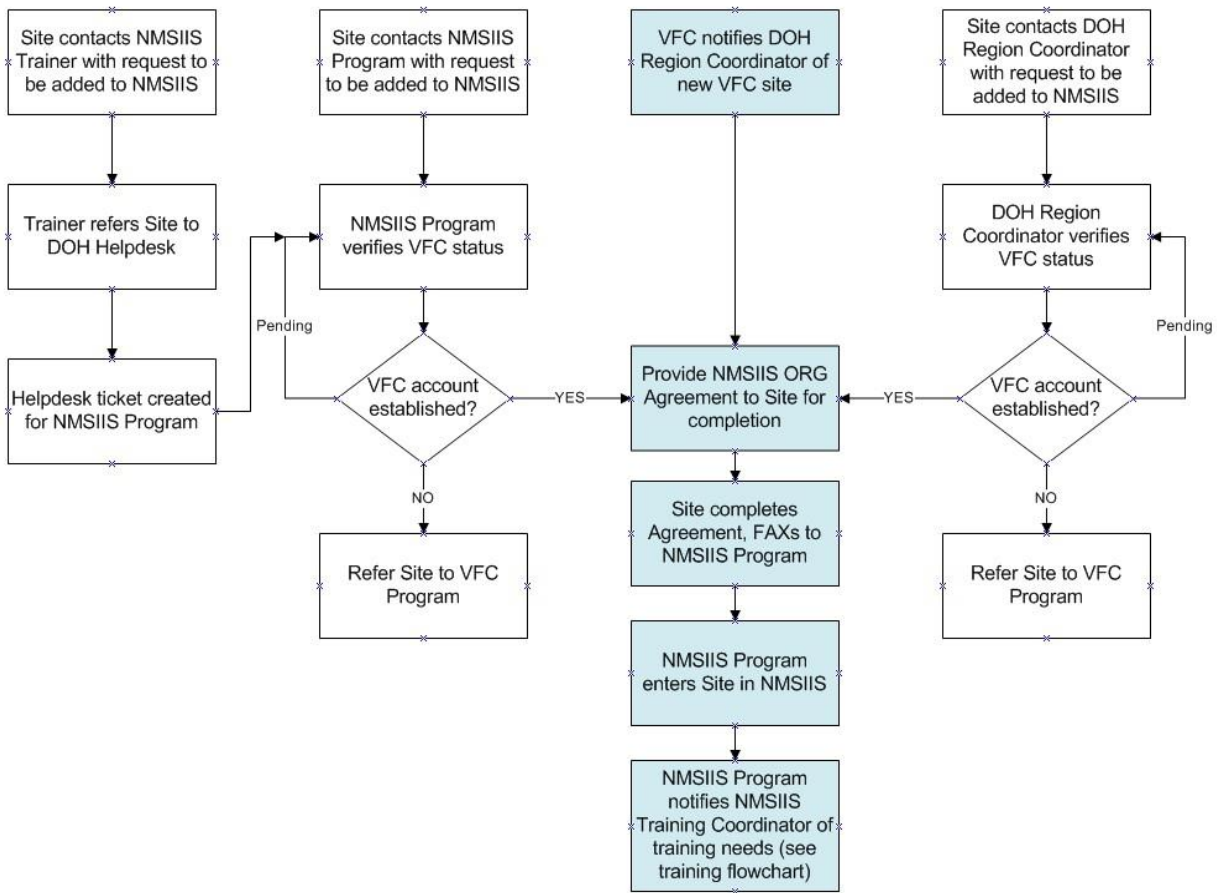 Site contacts NMSIIS
Trainer with request to
be added to NMSIIS
Site contacts NMSIIS
Program with request
to be added to NMSIIS
VFC notifies DOH
Region Coordinator of
new VFC site
Site contacts DOH
Region Coordinator
with request to be
added to NMSIIS
Trainer refers Site to
DOH Helpdesk
NMSIIS Program
verifies VFC status
DOH Region
Coordinator verifies
VFC status
Pending
Pending
Helpdesk ticket created
for NMSIIS Program
VFC account
established?
YES
Provide NMSIIS ORG
Agreement to Site for
completion
YES
VFC account
established?
NO
NO
Site completes
Agreement, FAXs to
NMSIIS Program
Refer Site to VFC
Program
Refer Site to VFC
Program
NMSIIS Program
enters Site in NMSIIS
NMSIIS Program
notifies NMSIIS
Training Coordinator of
training needs (see
training flowchart)